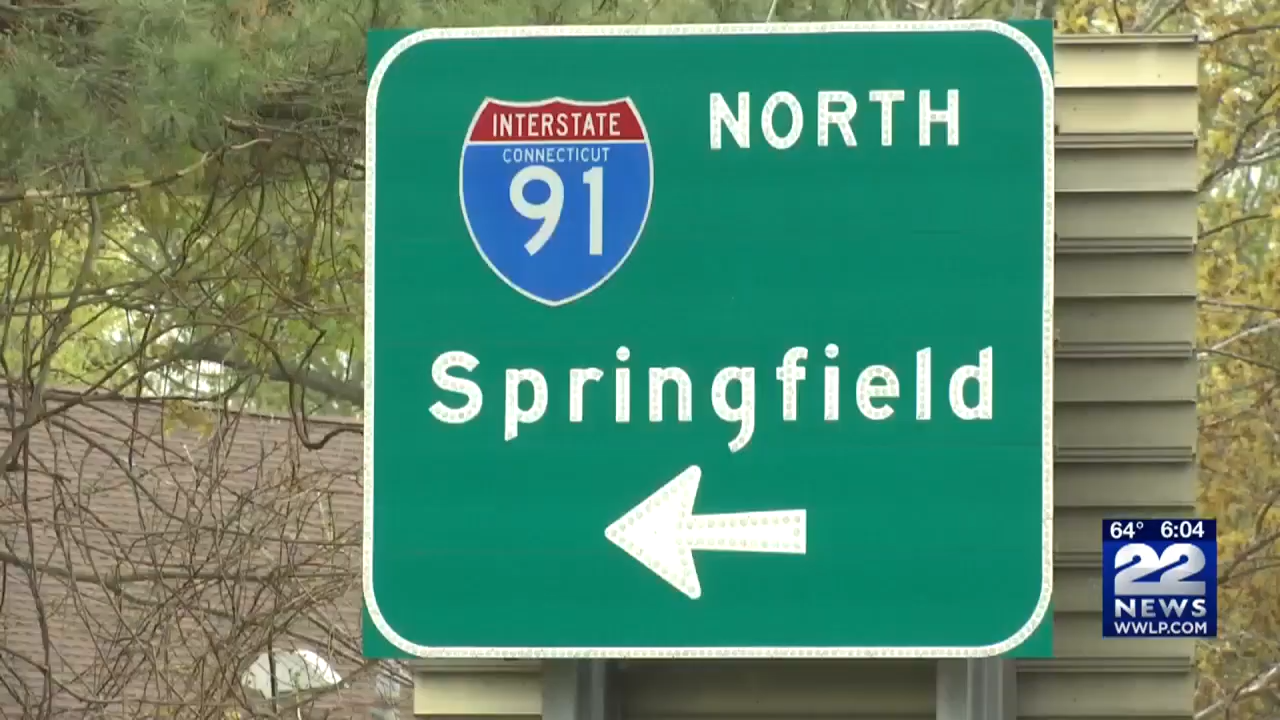 NORTH
INTERSTATE
CONNECTICUT
91
Springfield
64° 6:04
22
NEWS
WWLP.COM